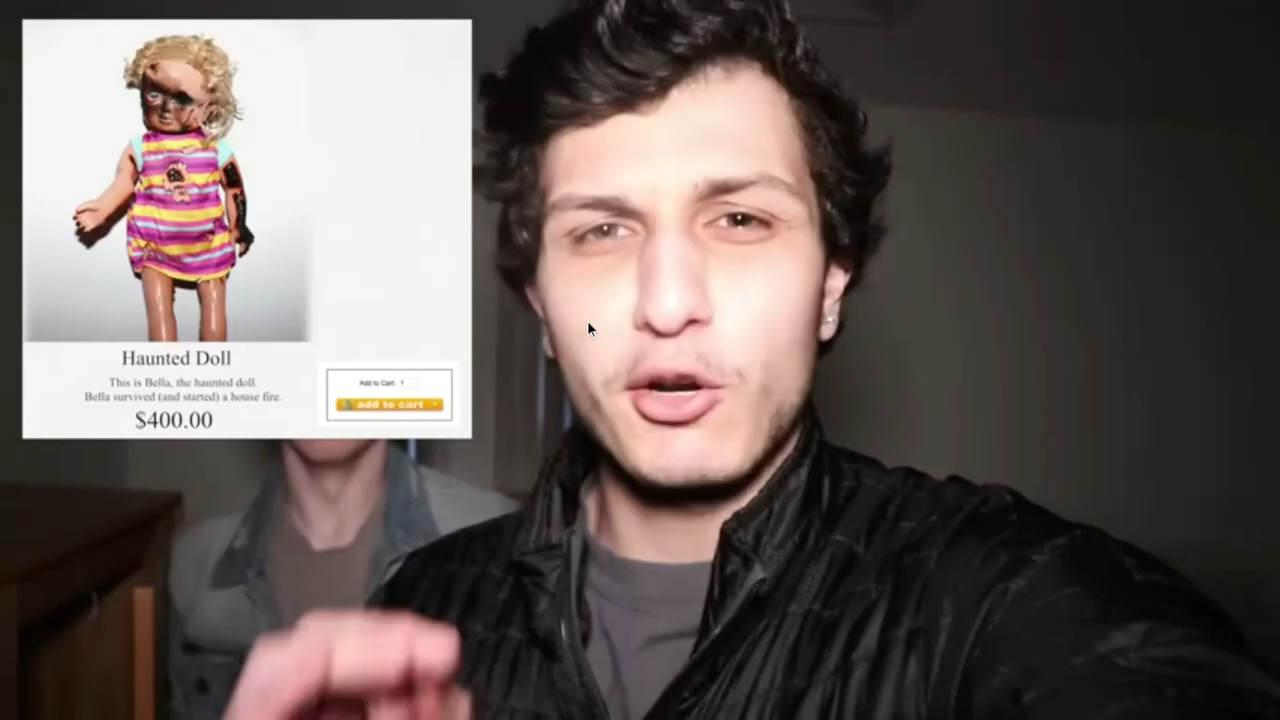 Haunted Doll
This is Bella, the haunted doll.
Bella survived (and started) a house fire.
$400.00
Add to Cart: 1
add to cart